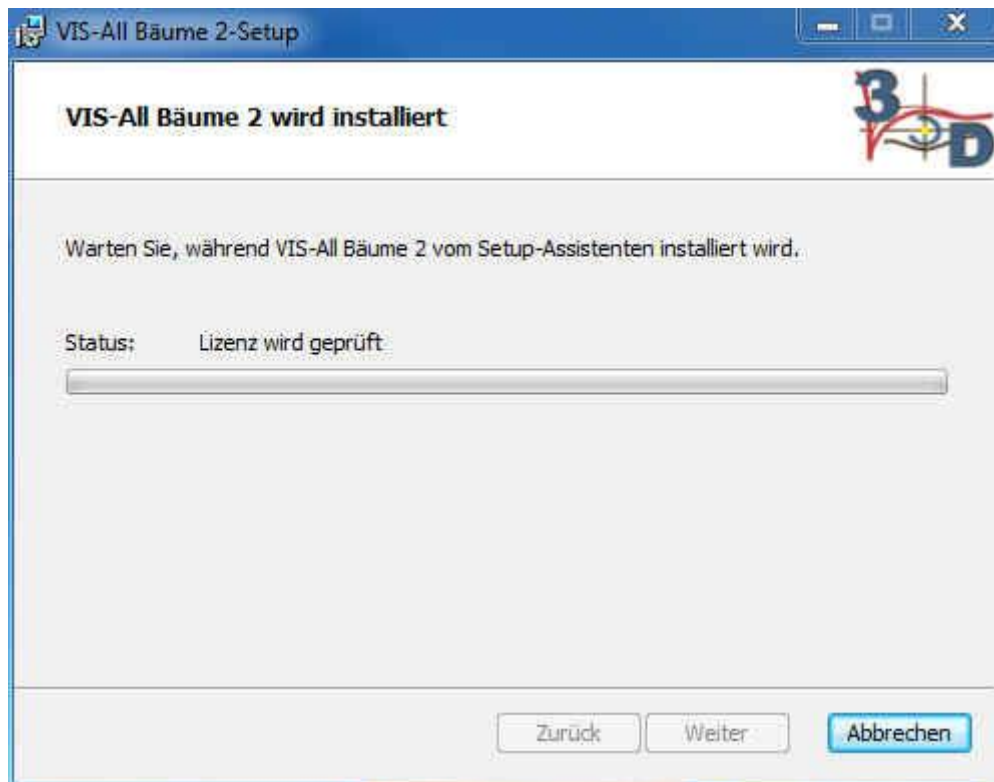 VIS-All Bäume 2-Setup
VIS-All Bäume 2 wird installiert
3D
Warten Sie, während VIS-All Bäume 2 vom Setup-Assistenten installiert wird.
Status: Lizenz wird geprüft
Zurück Weiter Abbrechen